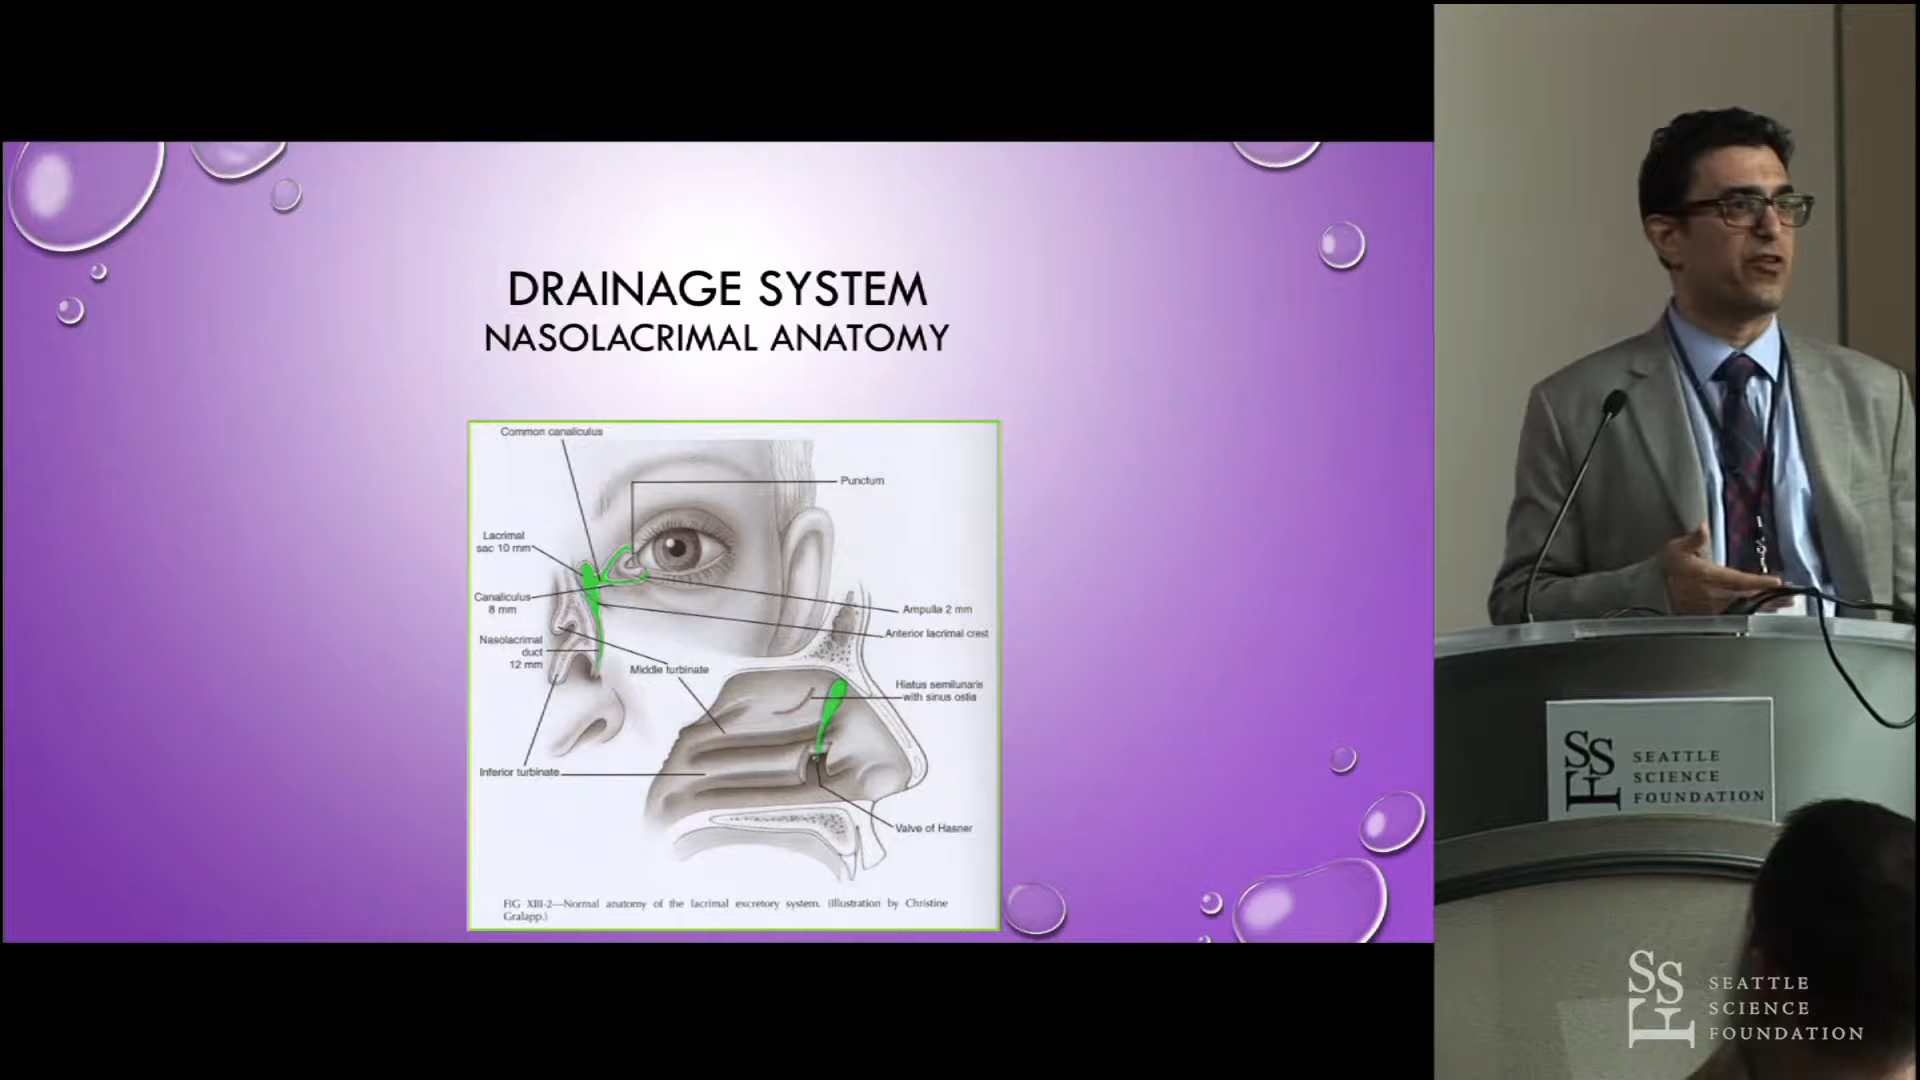 DRAINAGE SYSTEM
NASOLACRIMAL ANATOMY
Common canaliculus
Punctum
Lacrimal
sac 10 mm
Canaliculus
8 mm
Ampulla 2 mm
Anterior lacrimal crest
Nasolacrimal
duct
12 mm
Middle turbinate
Hiatus semilunaris
with sinus ostia
Inferior turbinate
Valve of Hasner
FIG XIII-2—Normal anatomy of the lacrimal excretory system. (Illustration by Christine
Gralapp.)
SSF
SEATTLE
SCIENCE
FOUNDATION
SSF
SEATTLE
SCIENCE
FOUNDATION